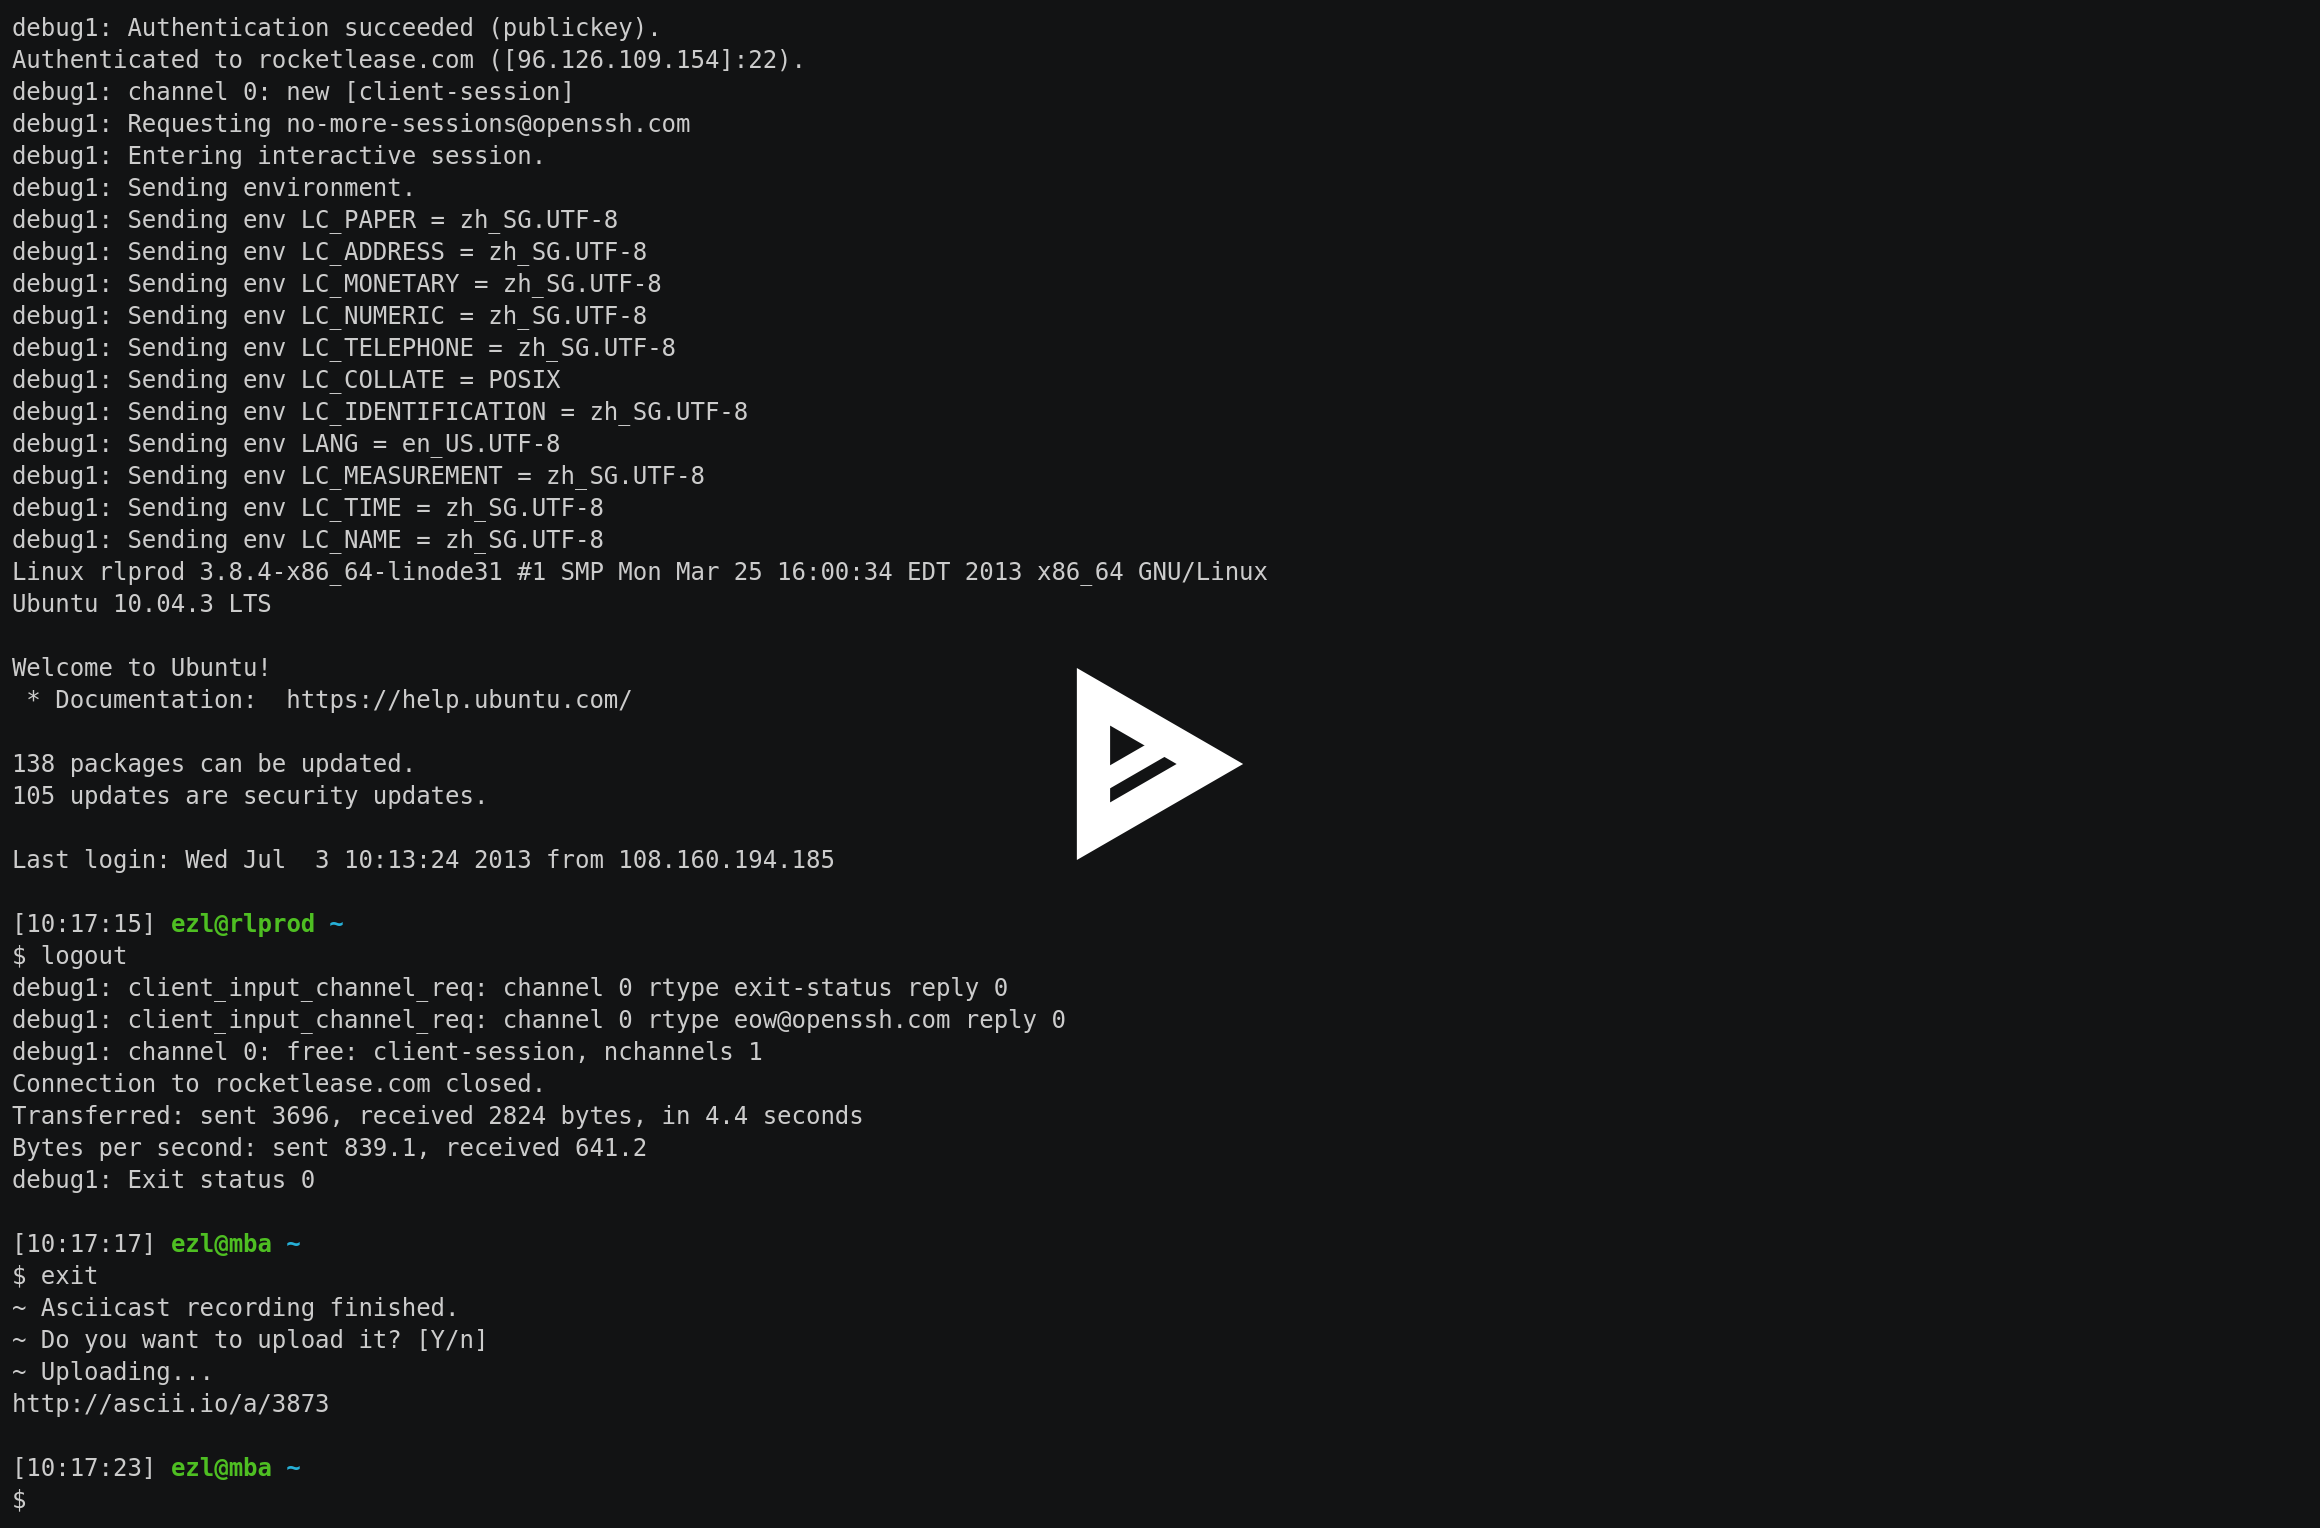 debug1: Authentication succeeded (publickey).
Authenticated to rocketlease.com ([96.126.109.154]:22).
debug1: channel 0: new [client-session]
debug1: Requesting no-more-sessions@openssh.com
debug1: Entering interactive session.
debug1: Sending environment.
debug1: Sending env LC_PAPER = zh_SG.UTF-8
debug1: Sending env LC_ADDRESS = zh_SG.UTF-8
debug1: Sending env LC_MONETARY = zh_SG.UTF-8
debug1: Sending env LC_NUMERIC = zh_SG.UTF-8
debug1: Sending env LC_TELEPHONE = zh_SG.UTF-8
debug1: Sending env LC_COLLATE = POSIX
debug1: Sending env LC_IDENTIFICATION = zh_SG.UTF-8
debug1: Sending env LANG = en_US.UTF-8
debug1: Sending env LC_MEASUREMENT = zh_SG.UTF-8
debug1: Sending env LC_TIME = zh_SG.UTF-8
debug1: Sending env LC_NAME = zh_SG.UTF-8
Linux rlprod 3.8.4-x86_64-linode31 #1 SMP Mon Mar 25 16:00:34 EDT 2013 x86_64 GNU/Linux
Ubuntu 10.04.3 LTS

Welcome to Ubuntu!
 * Documentation:  https://help.ubuntu.com/

138 packages can be updated.
105 updates are security updates.

Last login: Wed Jul  3 10:13:24 2013 from 108.160.194.185

[10:17:15] ezl@rlprod ~
$ logout
debug1: client_input_channel_req: channel 0 rtype exit-status reply 0
debug1: client_input_channel_req: channel 0 rtype eow@openssh.com reply 0
debug1: channel 0: free: client-session, nchannels 1
Connection to rocketlease.com closed.
Transferred: sent 3696, received 2824 bytes, in 4.4 seconds
Bytes per second: sent 839.1, received 641.2
debug1: Exit status 0

[10:17:17] ezl@mba ~
$ exit
~ Asciicast recording finished.
~ Do you want to upload it? [Y/n]
~ Uploading...
http://ascii.io/a/3873

[10:17:23] ezl@mba ~
$